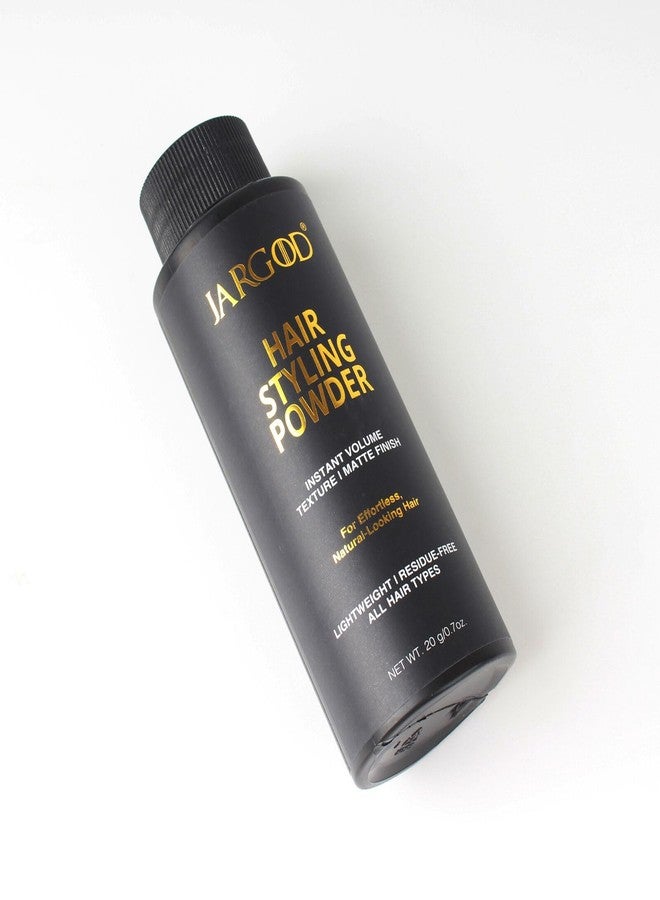 JARGOD®
HAIR
STYLING
POWDER
INSTANT VOLUME
TEXTURE I MATTE FINISH
For Effortless,
Natural-Looking Hair
LIGHTWEIGHT I RESIDUE-FREE
ALL HAIR TYPES
NET WT. 20 g/0.7oz.